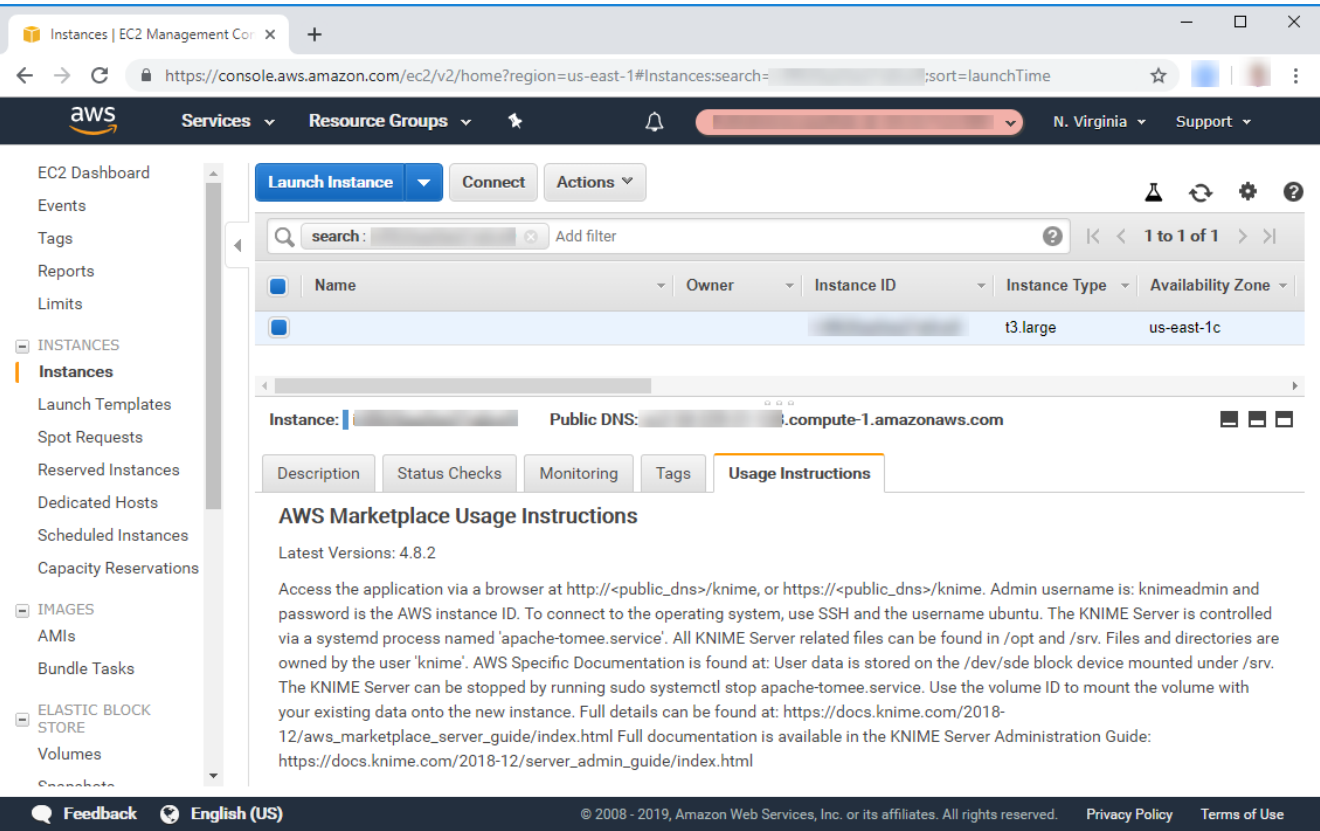 Instances | EC2 Management Con
https://console.aws.amazon.com/ec2/v2/home?region=us-east-1#Instances:search= ;sort=launchTime
aws Services Resource Groups N. Virginia Support
EC2 Dashboard
Events
Tags
Reports
Limits
INSTANCES
Instances
Launch Templates
Spot Requests
Reserved Instances
Dedicated Hosts
Scheduled Instances
Capacity Reservations
IMAGES
AMIs
Bundle Tasks
ELASTIC BLOCK
STORE
Volumes
Snapshots
Launch Instance Connect Actions
search : Add filter 1 to 1 of 1
Name Owner Instance ID Instance Type Availability Zone
t3.large us-east-1c
Instance: Public DNS: .compute-1.amazonaws.com
Description Status Checks Monitoring Tags Usage Instructions
AWS Marketplace Usage Instructions
Latest Versions: 4.8.2
Access the application via a browser at http://<public_dns>/knime, or https://<public_dns>/knime. Admin username is: knimeadmin and
password is the AWS instance ID. To connect to the operating system, use SSH and the username ubuntu. The KNIME Server is controlled
via a systemd process named 'apache-tomee.service'. All KNIME Server related files can be found in /opt and /srv. Files and directories are
owned by the user 'knime'. AWS Specific Documentation is found at: User data is stored on the /dev/sde block device mounted under /srv.
The KNIME Server can be stopped by running sudo systemctl stop apache-tomee.service. Use the volume ID to mount the volume with
your existing data onto the new instance. Full details can be found at: https://docs.knime.com/2018-
12/aws_marketplace_server_guide/index.html Full documentation is available in the KNIME Server Administration Guide:
https://docs.knime.com/2018-12/server_admin_guide/index.html
Feedback English (US) © 2008 - 2019, Amazon Web Services, Inc. or its affiliates. All rights reserved. Privacy Policy Terms of Use